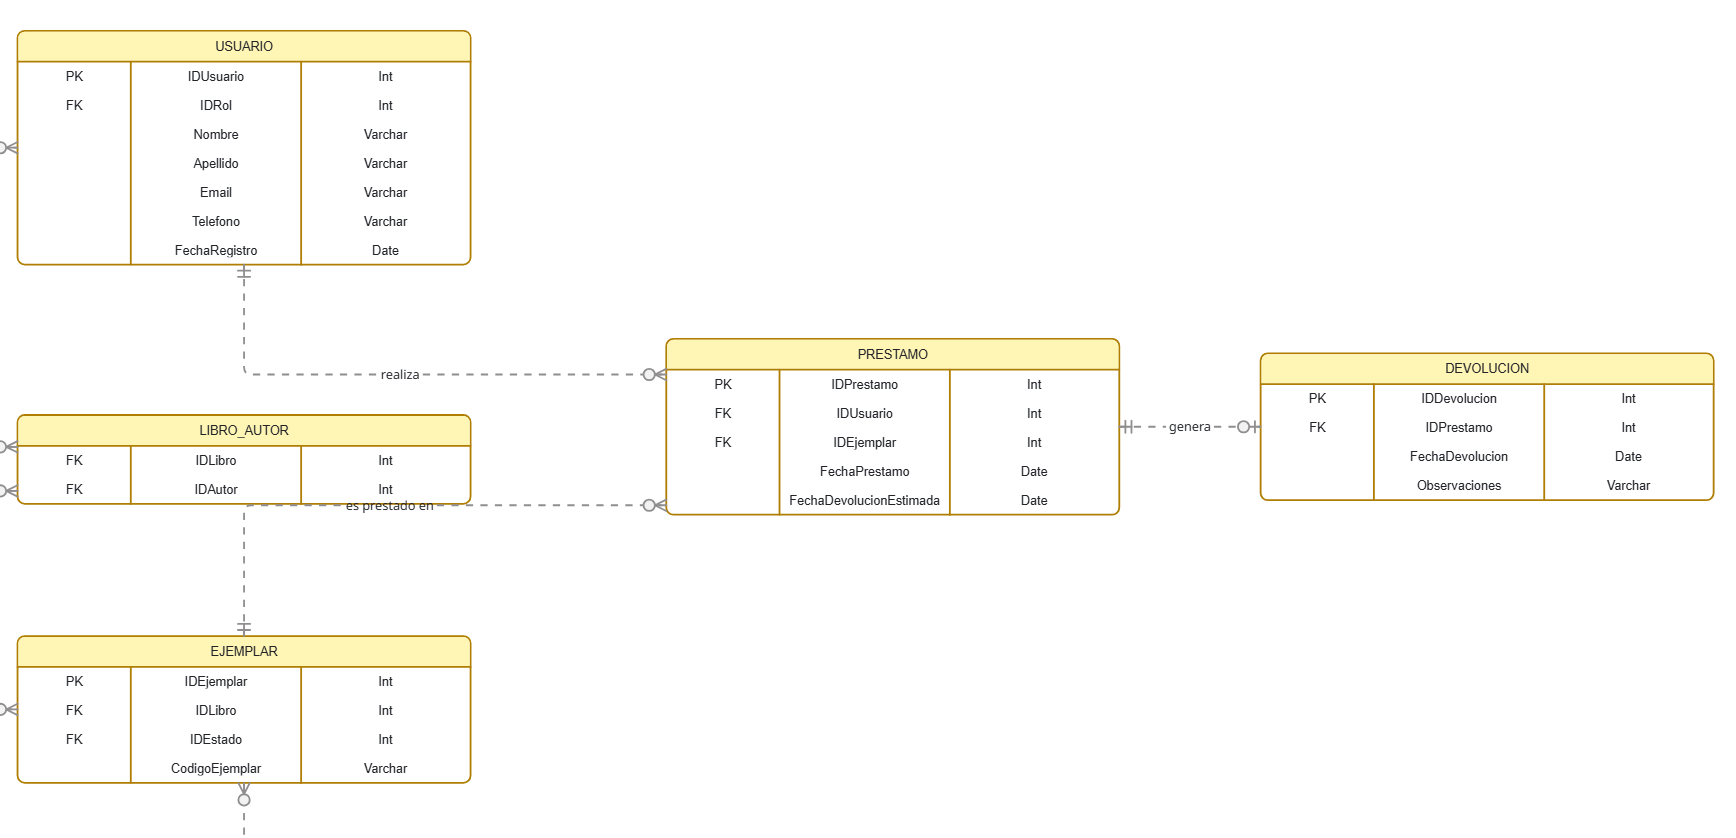 USUARIO
PK IDUsuario Int
FK IDRol Int
Nombre Varchar
Apellido Varchar
Email Varchar
Telefono Varchar
FechaRegistro Date
realiza
LIBRO_AUTOR
FK IDLibro Int
FK IDAutor Int
es prestado en
EJEMPLAR
PK IDEjemplar Int
FK IDLibro Int
FK IDEstado Int
CodigoEjemplar Varchar
PRESTAMO
PK IDPrestamo Int
FK IDUsuario Int
FK IDEjemplar Int
FechaPrestamo Date
FechaDevolucionEstimada Date
genera
DEVOLUCION
PK IDDevolucion Int
FK IDPrestamo Int
FechaDevolucion Date
Observaciones Varchar